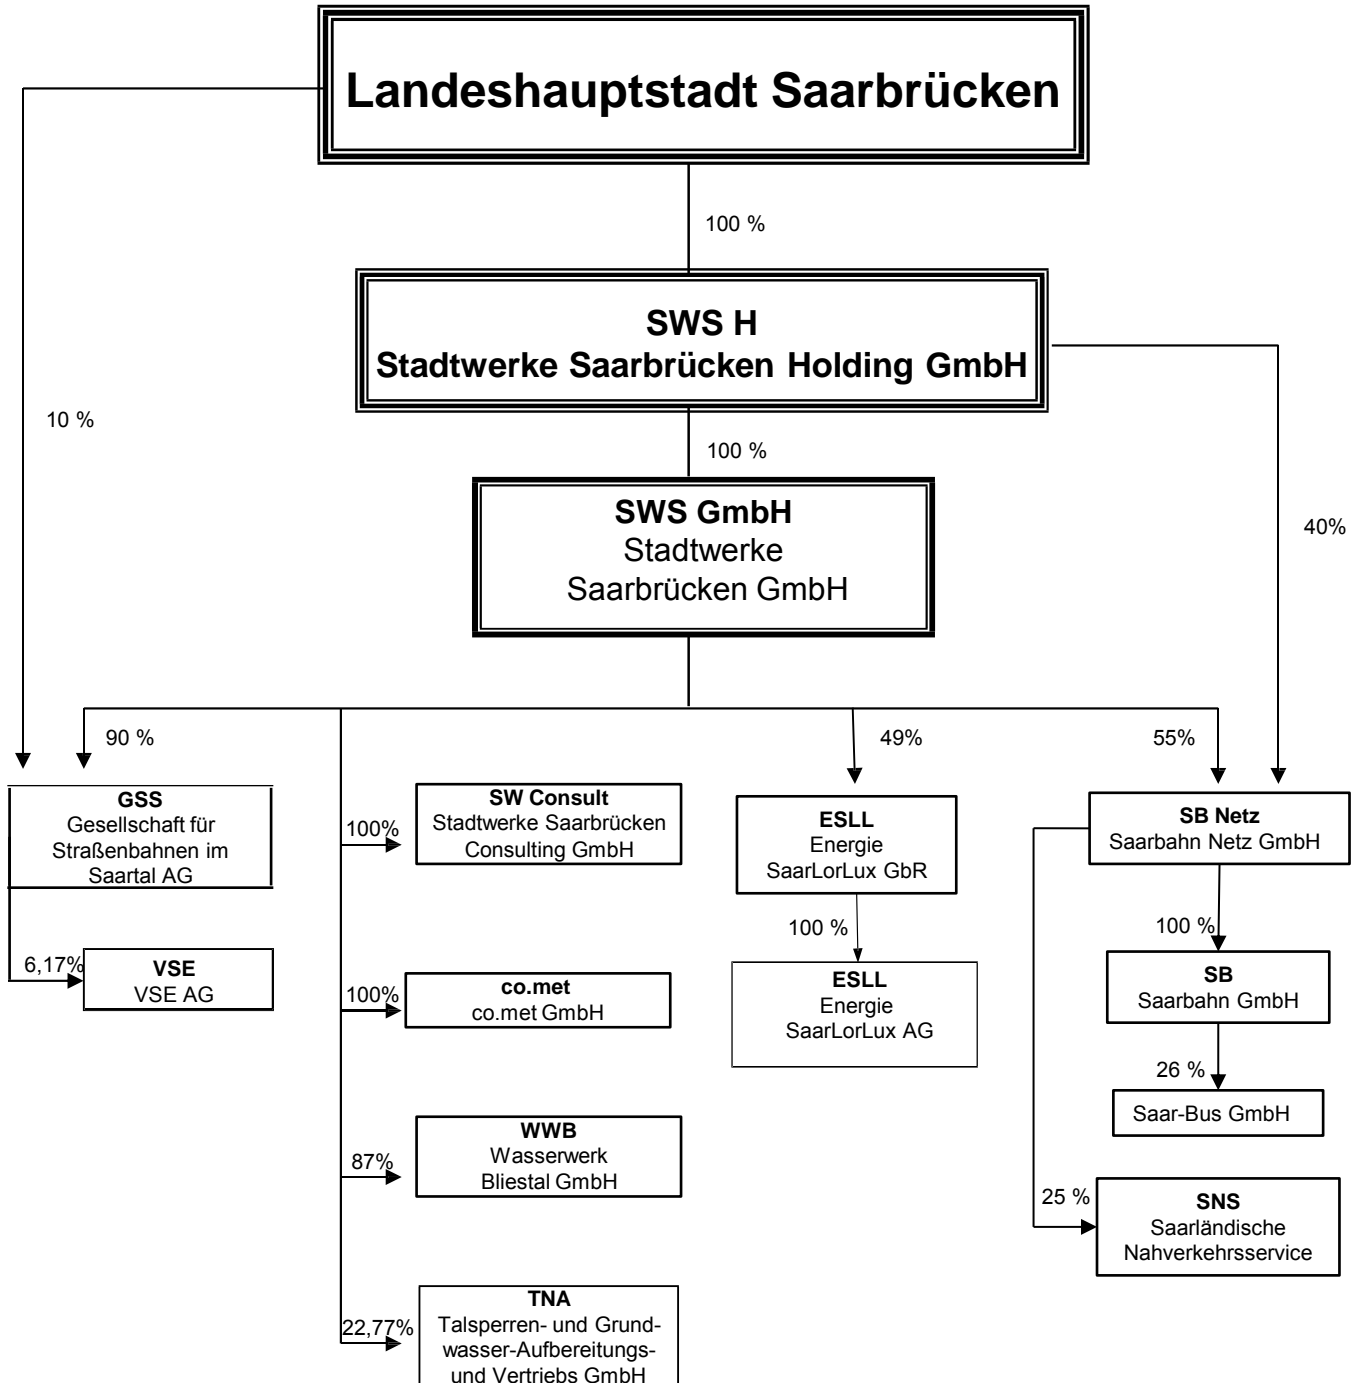 Landeshauptstadt Saarbrücken
100 %
SWS H
Stadtwerke Saarbrücken Holding GmbH
10 %
100 %
40%
SWS GmbH
Stadtwerke
Saarbrücken GmbH
90 %
49%
55%
GSS
Gesellschaft für
Straßenbahnen im
Saartal AG
6,17%
VSE
VSE AG
100%
SW Consult
Stadtwerke Saarbrücken
Consulting GmbH
100%
co.met
co.met GmbH
87%
WWB
Wasserwerk
Bliestal GmbH
22,77%
TNA
Talsperren- und Grund-
wasser-Aufbereitungs-
und Vertriebs GmbH
ESLL
Energie
SaarLorLux GbR
100 %
ESLL
Energie
SaarLorLux AG
SB Netz
Saarbahn Netz GmbH
100 %
SB
Saarbahn GmbH
26 %
Saar-Bus GmbH
25 %
SNS
Saarländische
Nahverkehrsservice